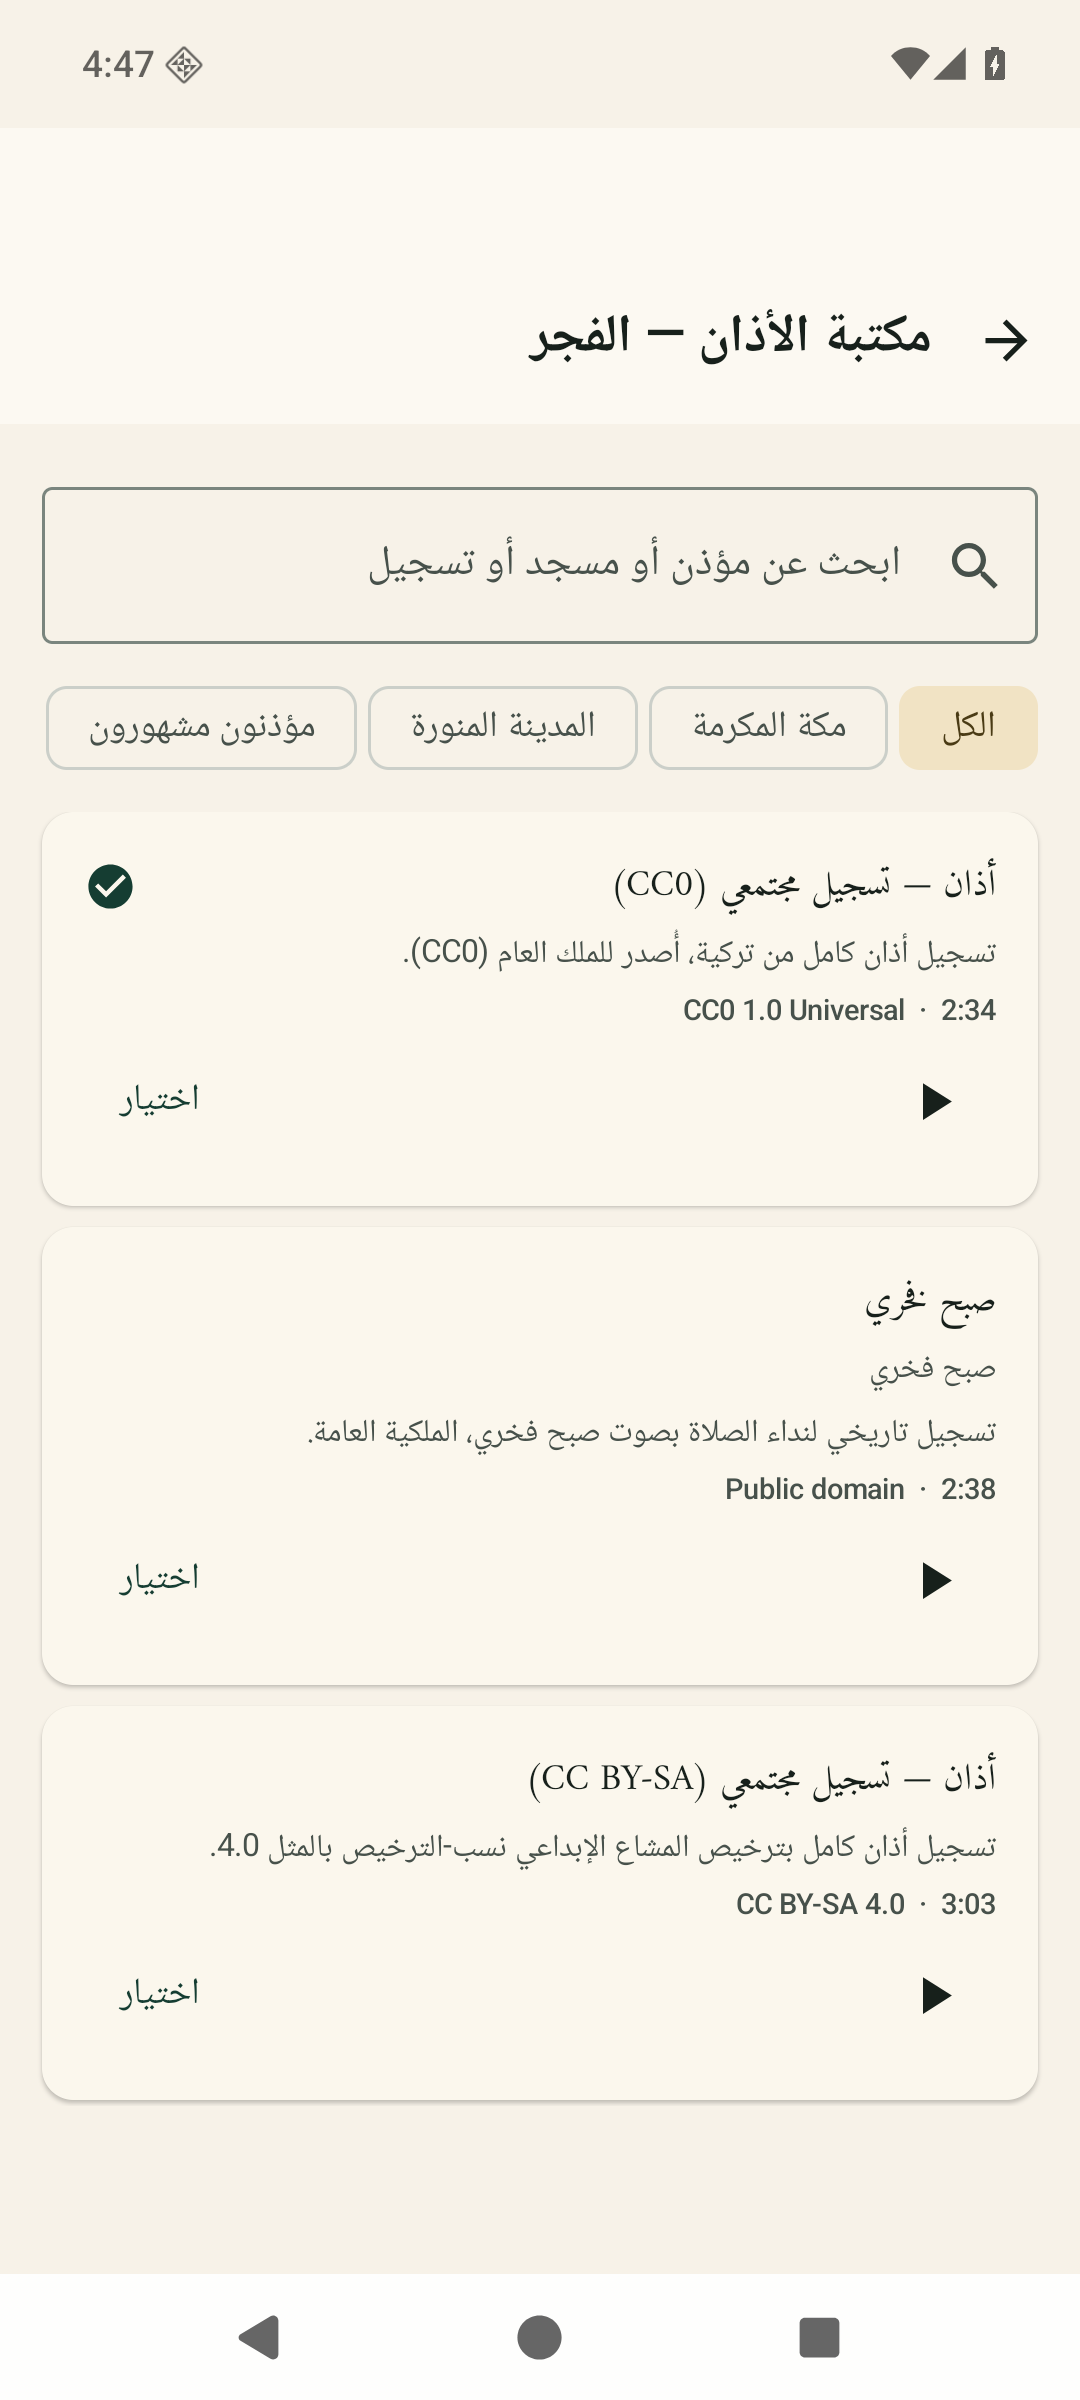 4:47
مكتبة الأذان — الفجر
ابحث عن مؤذن أو مسجد أو تسجيل
الكل
مكة المكرمة
المدينة المنورة
مؤذنون مشهورون
أذان — تسجيل مجتمعي (CC0)
تسجيل أذان كامل من تركية، أُصدر للملك العام (CC0).
2:34 · CC0 1.0 Universal
اختيار
صبح فخري
صبح فخري
تسجيل تاريخي لنداء الصلاة بصوت صبح فخري، الملكية العامة.
2:38 · Public domain
اختيار
أذان — تسجيل مجتمعي (CC BY-SA)
تسجيل أذان كامل بترخيص المشاع الإبداعي نسب-الترخيص بالمثل 4.0.
3:03 · CC BY-SA 4.0
اختيار